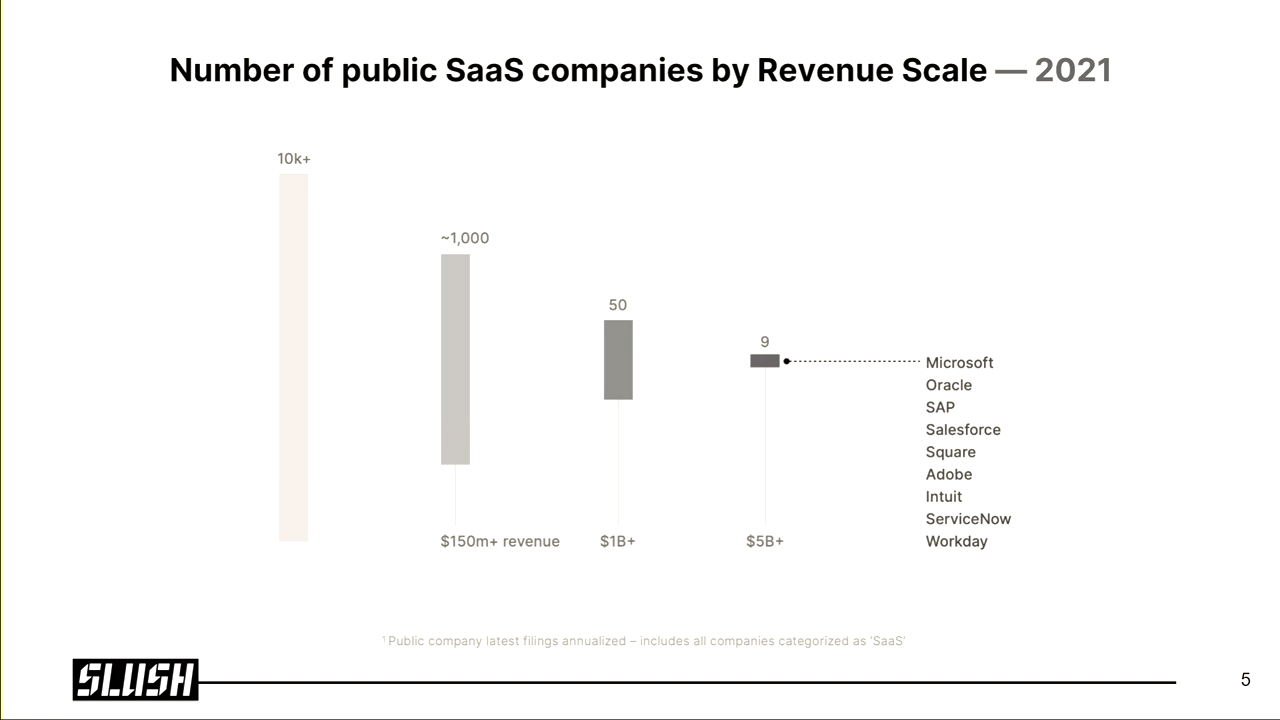 Number of public SaaS companies by Revenue Scale — 2021
10k+
~1,000
50
9
Microsoft
Oracle
SAP
Salesforce
Square
Adobe
Intuit
ServiceNow
Workday
$150m+ revenue
$1B+
$5B+
¹ Public company latest filings annualized – includes all companies categorized as ‘SaaS’
SLUSH
5